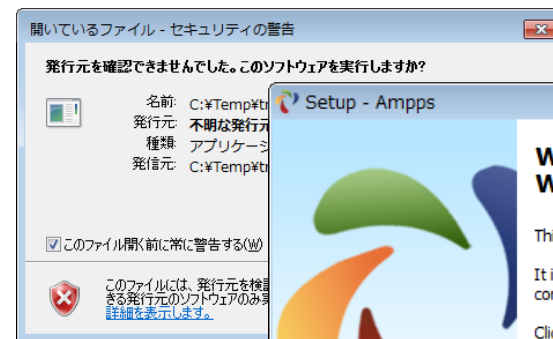 開いているファイル - セキュリティの警告
発行元を確認できませんでした。このソフトウェアを実行しますか?
名前: C:¥Temp¥tr
発行元: 不明な発行元
種類: アプリケーシ
発信元: C:¥Temp¥tr
このファイル開く前に常に警告する(W)
このファイルには、発行元を検証
きる発行元のソフトウェアのみ実
詳細を表示します。
Setup - Ampps
W
W
Thi
It i
con
Clic